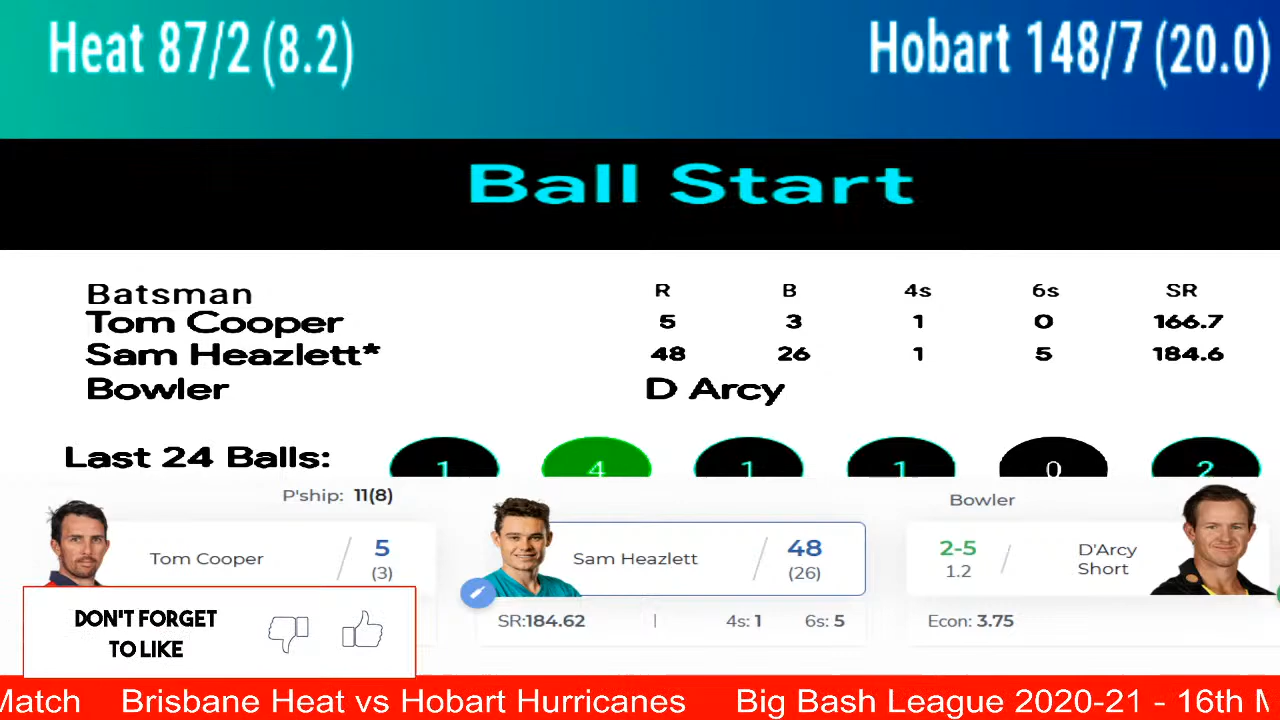 Heat 87/2 (8.2)
Hobart 148/7 (20.0)
Ball Start
Batsman R B 4s 6s SR
Tom Cooper 5 3 1 0 166.7
Sam Heazlett* 48 26 1 5 184.6
Bowler D Arcy
Last 24 Balls: 1 4 1 1 0 2
P'ship: 11(8)
Bowler
Tom Cooper 5
(3)
Sam Heazlett 48
(26)
2-5
1.2
D'Arcy
Short
SR:184.62 4s: 1 6s: 5
Econ: 3.75
DON'T FORGET
TO LIKE
Match Brisbane Heat vs Hobart Hurricanes Big Bash League 2020-21 - 16th M